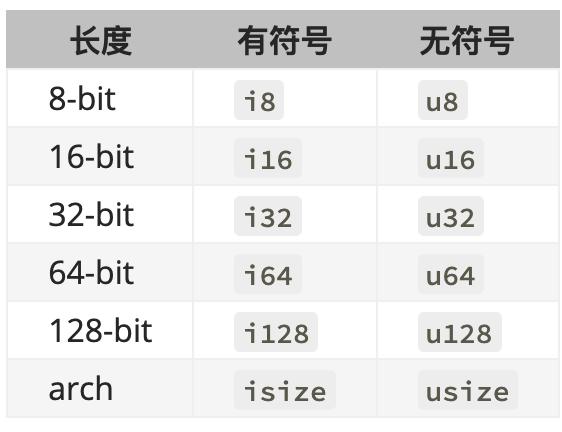 长度 有符号 无符号
8-bit i8 u8
16-bit i16 u16
32-bit i32 u32
64-bit i64 u64
128-bit i128 u128
arch isize usize